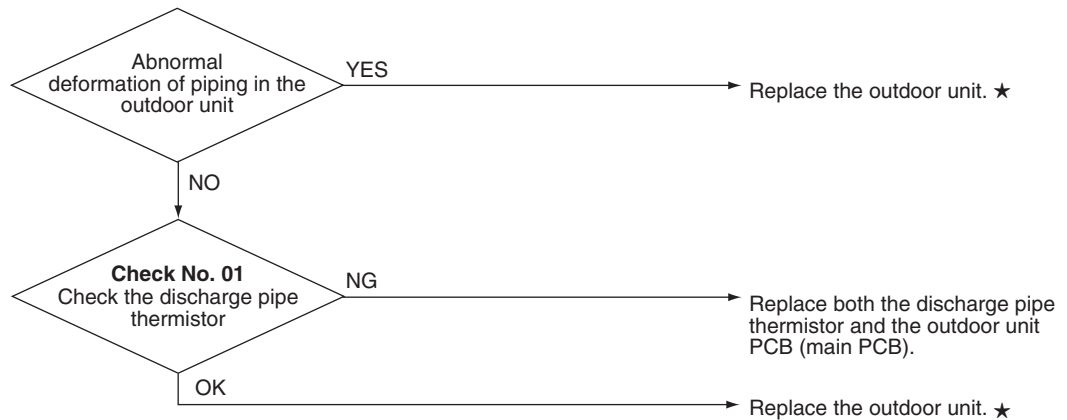 Abnormal
deformation of piping in the
outdoor unit
YES
Replace the outdoor unit. ★
NO
Check No. 01
Check the discharge pipe
thermistor
NG
Replace both the discharge pipe
thermistor and the outdoor unit
PCB (main PCB).
OK
Replace the outdoor unit. ★